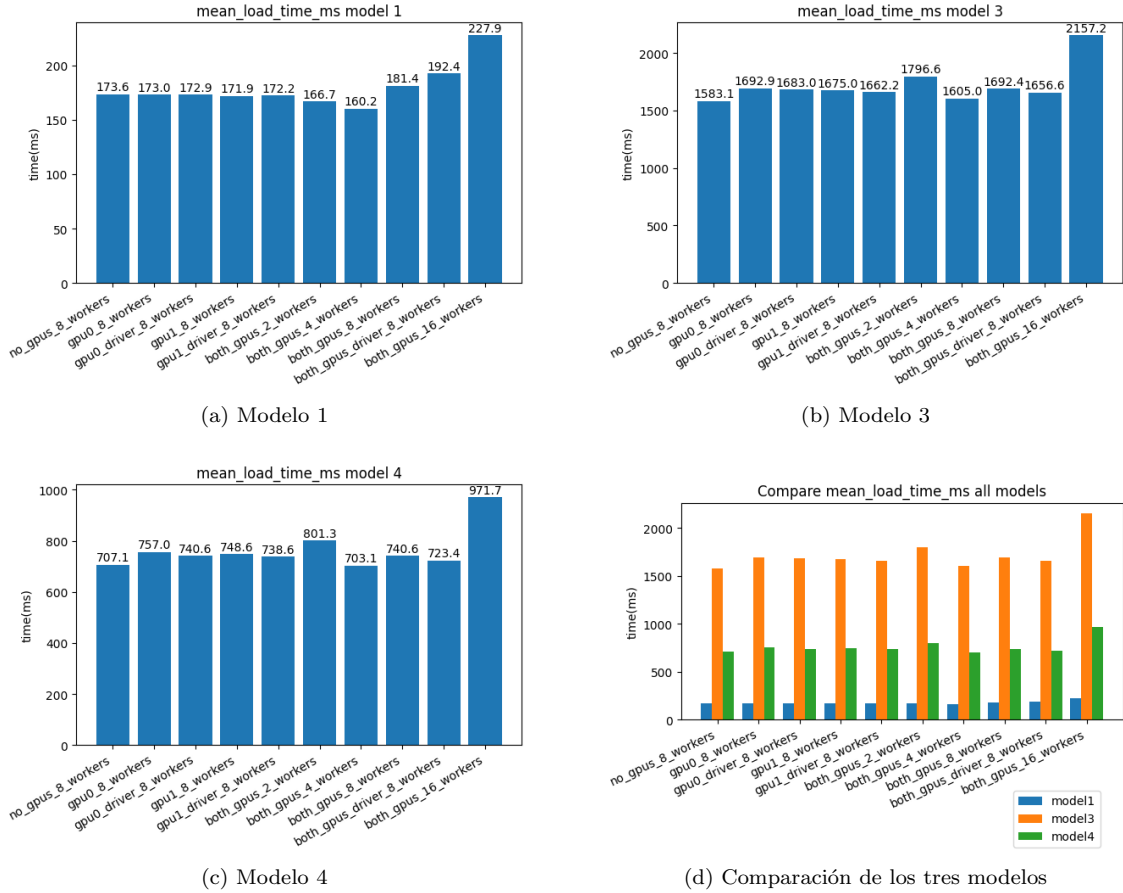 mean_load_time_ms model 1
time(ms)
200
150
100
50
0
173.6
173.0
172.9
171.9
172.2
166.7
160.2
181.4
192.4
227.9
no_gpus_8_workers
gpu0_8_workers
gpu0_driver_8_workers
gpu1_8_workers
gpu1_driver_8_workers
both_gpus_2_workers
both_gpus_4_workers
both_gpus_8_workers
both_gpus_driver_8_workers
both_gpus_16_workers
(a) Modelo 1
mean_load_time_ms model 3
time(ms)
2000
1500
1000
500
0
1583.1
1692.9
1683.0
1675.0
1662.2
1796.6
1605.0
1692.4
1656.6
2157.2
no_gpus_8_workers
gpu0_8_workers
gpu0_driver_8_workers
gpu1_8_workers
gpu1_driver_8_workers
both_gpus_2_workers
both_gpus_4_workers
both_gpus_8_workers
both_gpus_driver_8_workers
both_gpus_16_workers
(b) Modelo 3
mean_load_time_ms model 4
time(ms)
1000
800
600
400
200
0
707.1
757.0
740.6
748.6
738.6
801.3
703.1
740.6
723.4
971.7
no_gpus_8_workers
gpu0_8_workers
gpu0_driver_8_workers
gpu1_8_workers
gpu1_driver_8_workers
both_gpus_2_workers
both_gpus_4_workers
both_gpus_8_workers
both_gpus_driver_8_workers
both_gpus_16_workers
(c) Modelo 4
Compare mean_load_time_ms all models
time(ms)
2000
1500
1000
500
0
no_gpus_8_workers
gpu0_8_workers
gpu0_driver_8_workers
gpu1_8_workers
gpu1_driver_8_workers
both_gpus_2_workers
both_gpus_4_workers
both_gpus_8_workers
both_gpus_driver_8_workers
both_gpus_16_workers
model1
model3
model4
(d) Comparación de los tres modelos